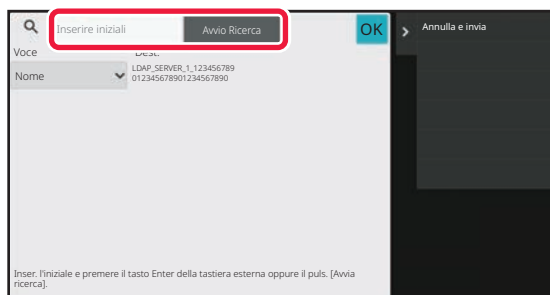 Inserire iniziali Avvio Ricerca OK Annulla e invia
Voce Dest.
Nome LDAP_SERVER_1_123456789
012345678901234567890
Inser. l'iniziale e premere il tasto Enter della tastiera esterna oppure il puls. [Avvia
ricerca].